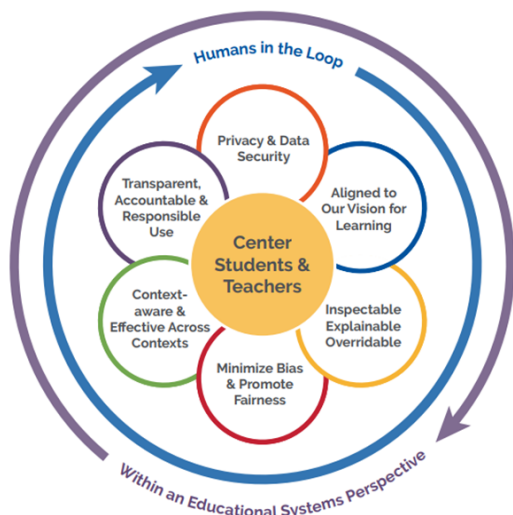 Humans in the Loop
Privacy & Data
Security
Transparent,
Accountable &
Responsible
Use
Aligned to
Our Vision for
Learning
Center
Students &
Teachers
Context-
aware &
Effective Across
Contexts
Inspectable
Explainable
Overridable
Minimize Bias
& Promote
Fairness
Within an Educational Systems Perspective